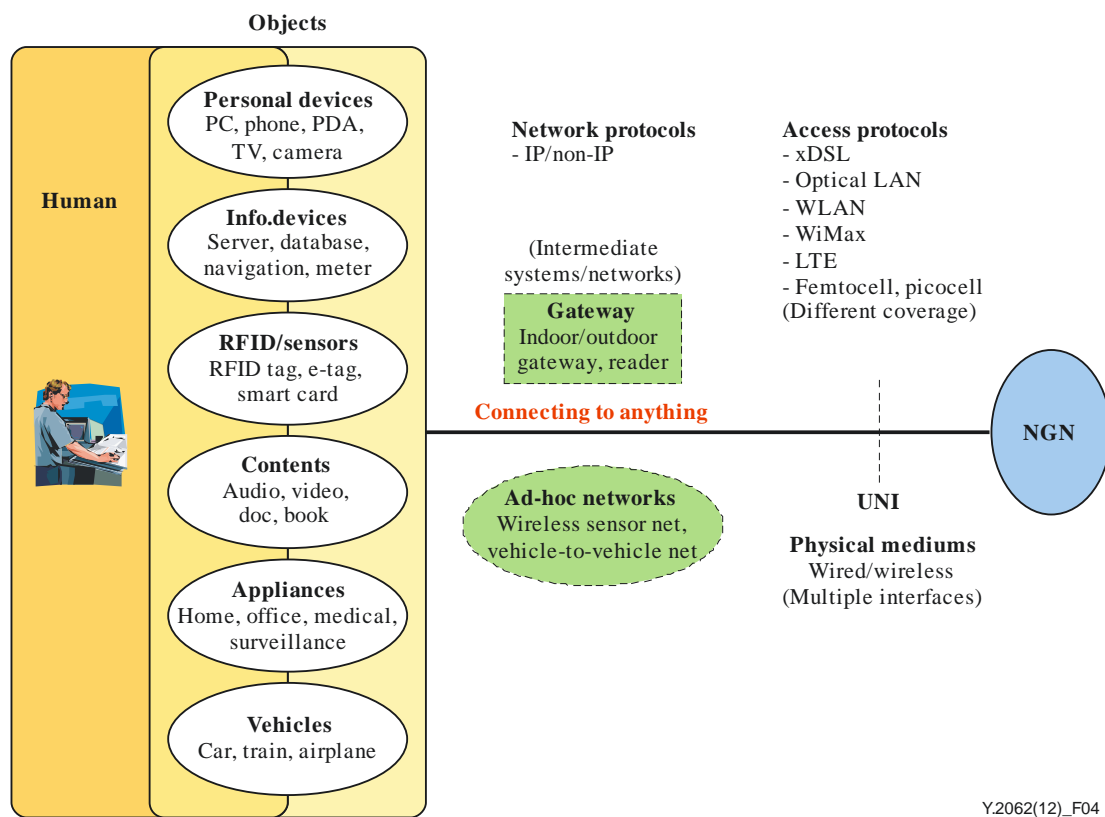 Objects
Human
Personal devices
PC, phone, PDA,
TV, camera
Info.devices
Server, database,
navigation, meter
RFID/sensors
RFID tag, e-tag,
smart card
Contents
Audio, video,
doc, book
Appliances
Home, office, medical,
surveillance
Vehicles
Car, train, airplane
Network protocols
- IP/non-IP
(Intermediate
systems/networks)
Gateway
Indoor/outdoor
gateway, reader
Connecting to anything
Ad-hoc networks
Wireless sensor net,
vehicle-to-vehicle net
Access protocols
- xDSL
- Optical LAN
- WLAN
- WiMax
- LTE
- Femtocell, picocell
(Different coverage)
UNI
Physical mediums
Wired/wireless
(Multiple interfaces)
NGN
Y.2062(12)_F04